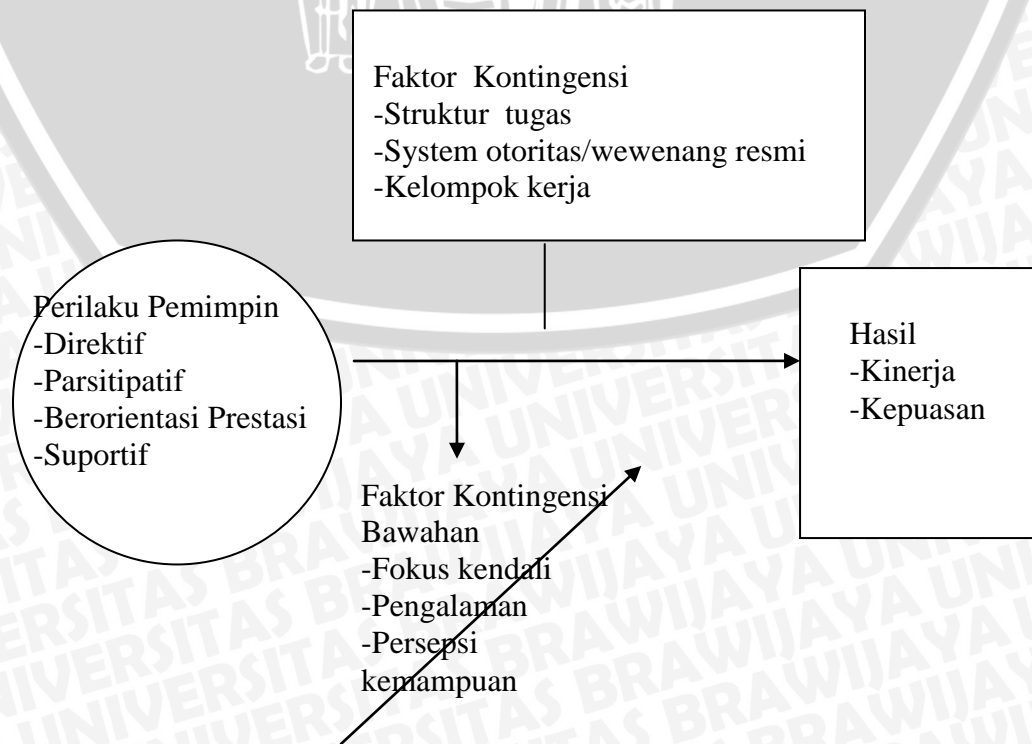 Faktor Kontingensi
-Struktur tugas
-System otoritas/wewenang resmi
-Kelompok kerja
Perilaku Pemimpin
-Direktif
-Parsitipatif
-Berorientasi Prestasi
-Suportif
Hasil
-Kinerja
-Kepuasan
Faktor Kontingensi
Bawahan
-Fokus kendali
-Pengalaman
-Persepsi
kemampuan